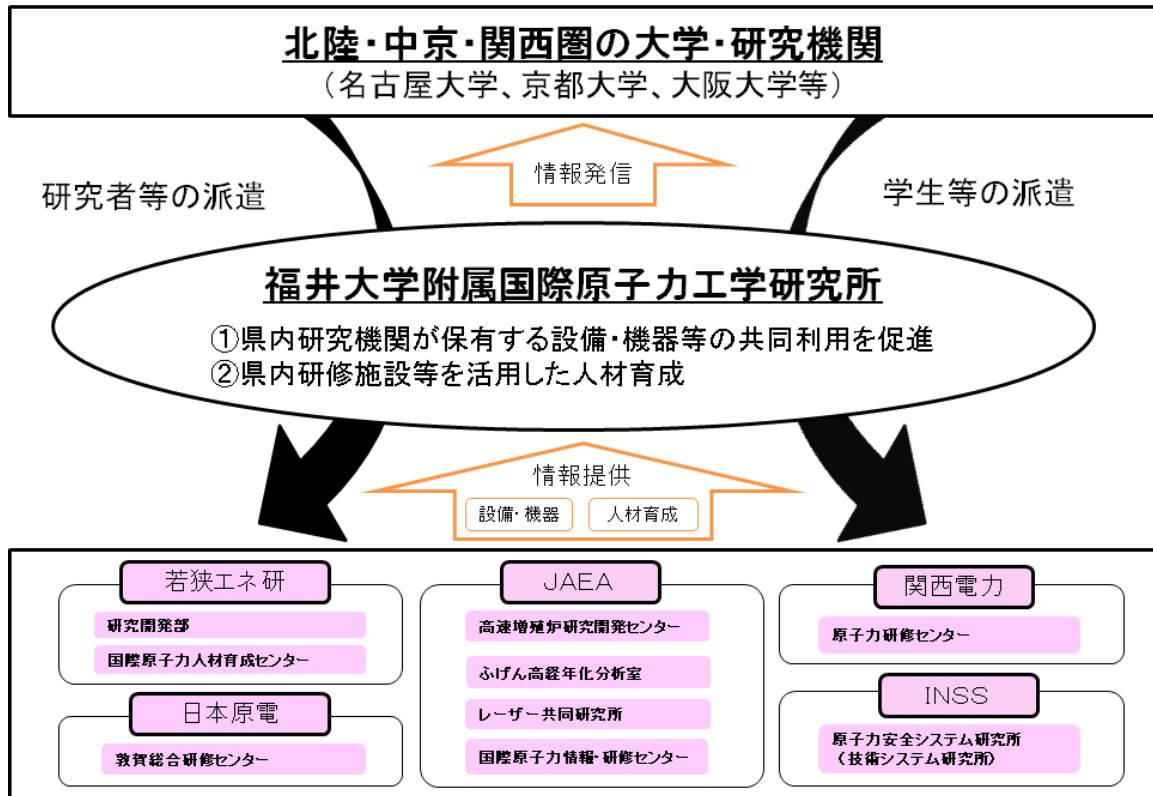 北陸・中京・関西圏の大学・研究機関
（名古屋大学、京都大学、大阪大学等）
情報発信
研究者等の派遣
学生等の派遣
福井大学附属国際原子力工学研究所
①県内研究機関が保有する設備・機器等の共同利用を促進
②県内研修施設等を活用した人材育成
情報提供
設備・機器
人材育成
若狭エネ研
研究開発部
国際原子力人材育成センター
日本原電
敦賀総合研修センター
JAEA
高速増殖炉研究開発センター
ふげん高経年化分析室
レーザー共同研究所
国際原子力情報・研修センター
関西電力
原子力研修センター
INSS
原子力安全システム研究所
（技術システム研究所）